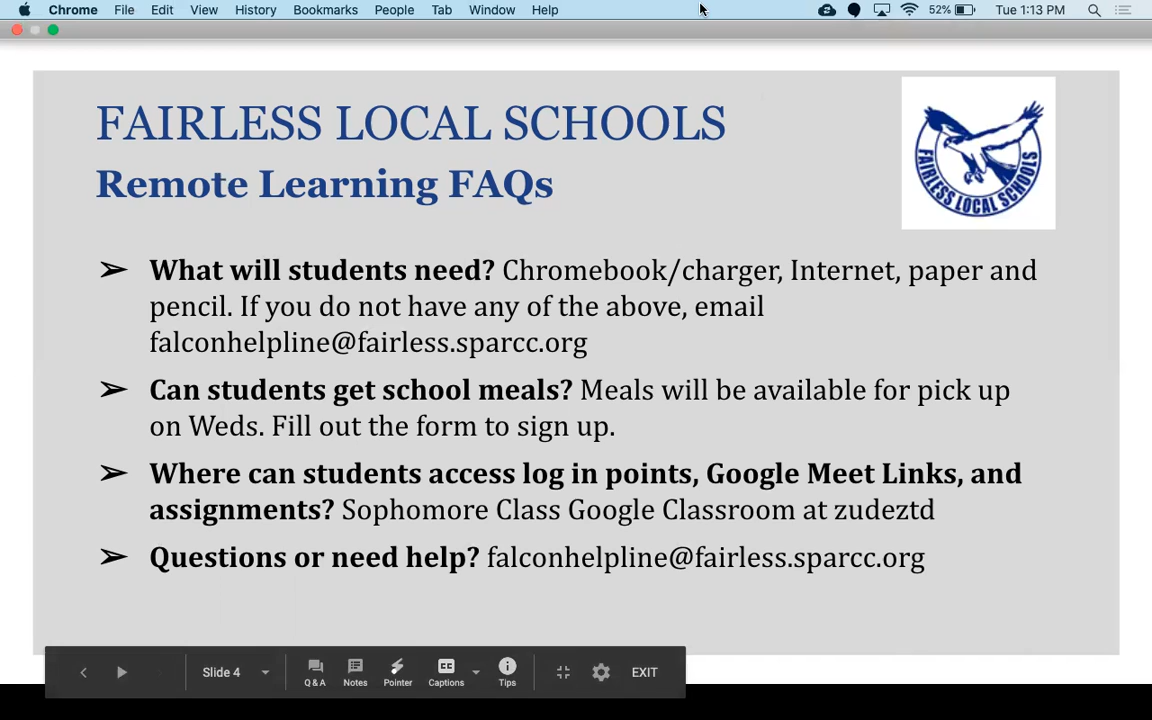 Chrome File Edit View History Bookmarks People Tab Window Help 52% Tue 1:13 PM
FAIRLESS LOCAL SCHOOLS
Remote Learning FAQs
FAIRLESS LOCAL SCHOOLS
➢ What will students need? Chromebook/charger, Internet, paper and
pencil. If you do not have any of the above, email
falconhelpline@fairless.sparcc.org
➢ Can students get school meals? Meals will be available for pick up
on Weds. Fill out the form to sign up.
➢ Where can students access log in points, Google Meet Links, and
assignments? Sophomore Class Google Classroom at zudeztd
➢ Questions or need help? falconhelpline@fairless.sparcc.org
Slide 4 Q & A Notes Pointer CC Captions Tips EXIT